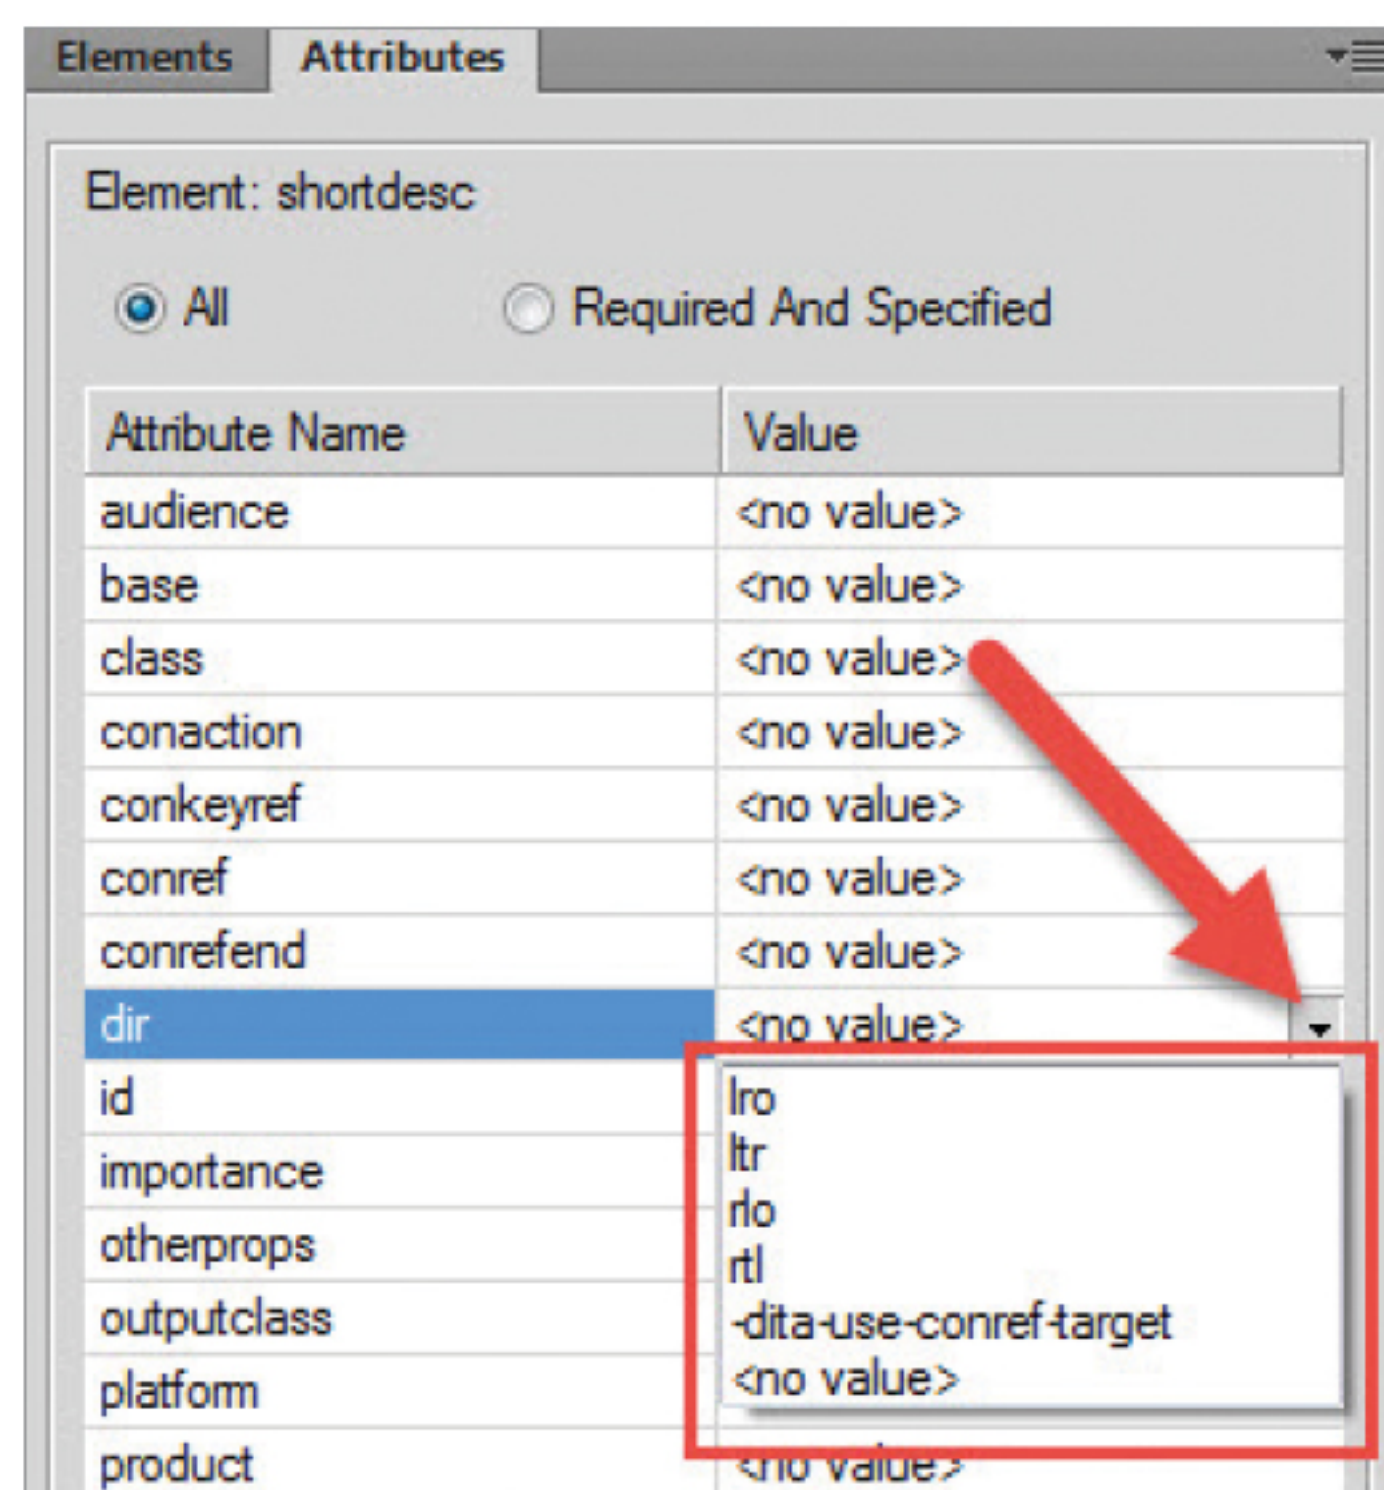 Elements Attributes
Element: shortdesc
All Required And Specified
Attribute Name Value
audience <no value>
base <no value>
class <no value>
conaction <no value>
conkeyref <no value>
conref <no value>
conrefend <no value>
dir <no value>
id lro
ltr
importance rlo
otherprops rtl
outputclass -dita-use-conref-target
platform <no value>
product <no value>